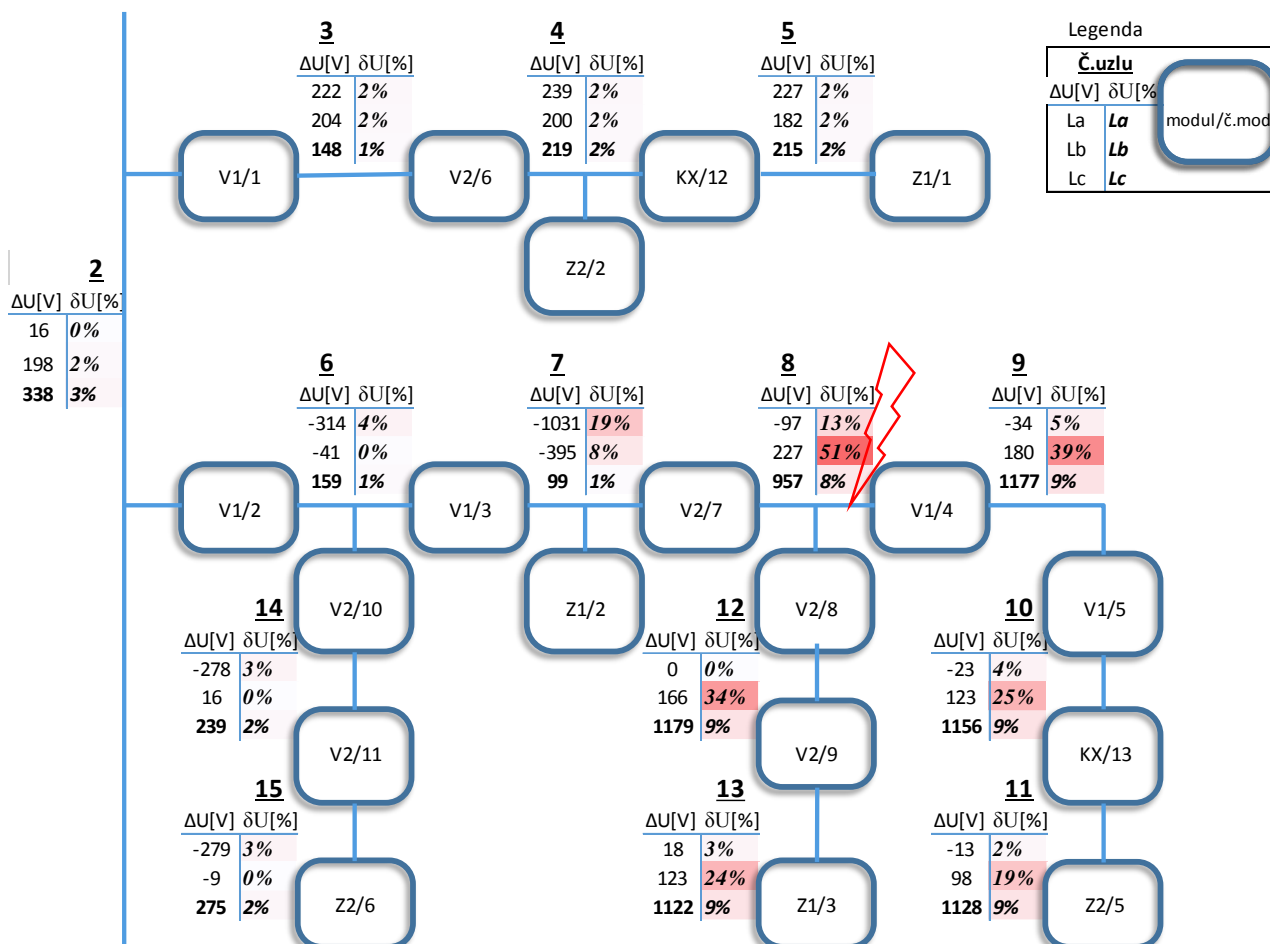 3
ΔU[V] δU[%]
222 2%
204 2%
148 1%
4
ΔU[V] δU[%]
239 2%
200 2%
219 2%
5
ΔU[V] δU[%]
227 2%
182 2%
215 2%
Legenda
Č.uzlu
ΔU[V] δU[%]
La La
Lb Lb
Lc Lc
modul/č.mod
V1/1
V2/6
KX/12
Z1/1
Z2/2
2
ΔU[V] δU[%]
16 0%
198 2%
338 3%
6
ΔU[V] δU[%]
-314 4%
-41 0%
159 1%
7
ΔU[V] δU[%]
-1031 19%
-395 8%
99 1%
8
ΔU[V] δU[%]
-97 13%
227 51%
957 8%
9
ΔU[V] δU[%]
-34 5%
180 39%
1177 9%
V1/2
V1/3
V2/7
V1/4
V2/10
Z1/2
V2/8
V1/5
14
ΔU[V] δU[%]
-278 3%
16 0%
239 2%
12
ΔU[V] δU[%]
0 0%
166 34%
1179 9%
10
ΔU[V] δU[%]
-23 4%
123 25%
1156 9%
V2/11
V2/9
KX/13
15
ΔU[V] δU[%]
-279 3%
-9 0%
275 2%
13
ΔU[V] δU[%]
18 3%
123 24%
1122 9%
11
ΔU[V] δU[%]
-13 2%
98 19%
1128 9%
Z2/6
Z1/3
Z2/5